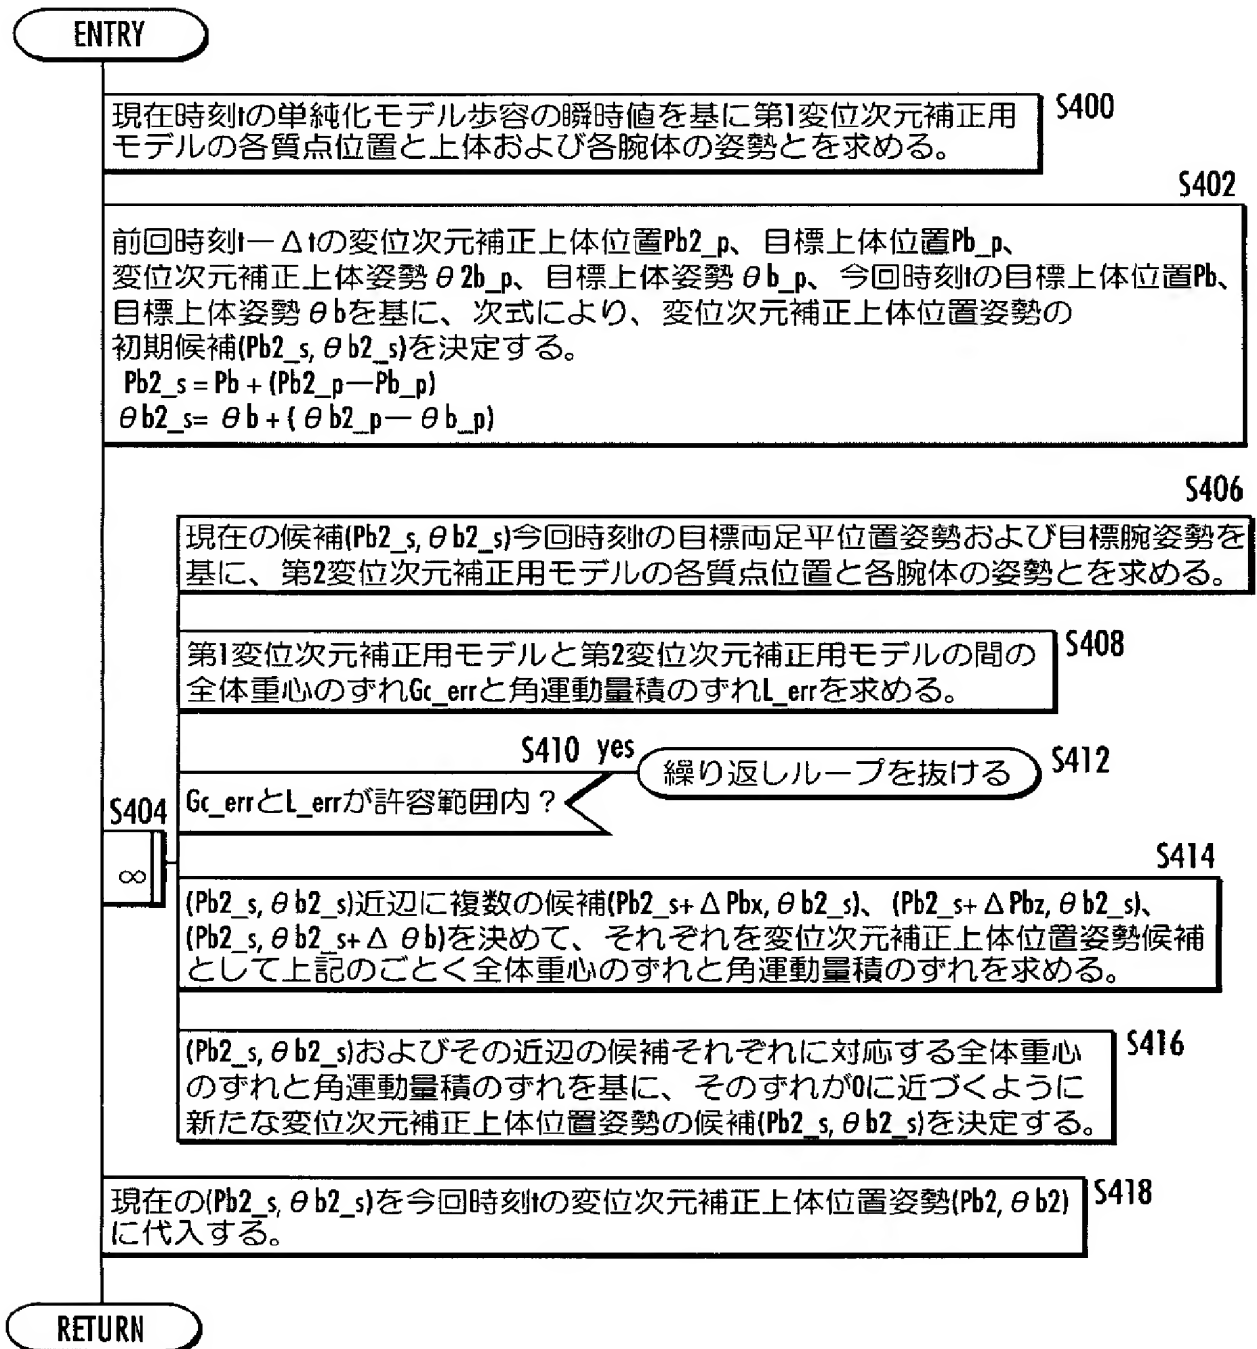 ENTRY
S400
現在時刻tの単純化モデル歩容の瞬時値を基に第1変位次元補正用
モデルの各質点位置と上体および各腕体の姿勢とを求める。
S402
前回時刻t－Δtの変位次元補正上体位置Pb2_p、目標上体位置Pb_p、
変位次元補正上体姿勢θ2b_p、目標上体姿勢θb_p、今回時刻tの目標上体位置Pb、
目標上体姿勢θbを基に、次式により、変位次元補正上体位置姿勢の
初期候補(Pb2_s, θb2_s)を決定する。
Pb2_s = Pb + (Pb2_p－Pb_p)
θb2_s= θb + ( θb2_p－ θb_p)
S406
現在の候補(Pb2_s, θb2_s)今回時刻tの目標両足平位置姿勢および目標腕姿勢を
基に、第2変位次元補正用モデルの各質点位置と各腕体の姿勢とを求める。
S408
第1変位次元補正用モデルと第2変位次元補正用モデルの間の
全体重心のずれGc_errと角運動量積のずれL_errを求める。
S410 yes
繰り返しループを抜ける S412
Gc_errとL_errが許容範囲内？
S404
∞
S414
(Pb2_s, θb2_s)近辺に複数の候補(Pb2_s+ΔPbx, θb2_s)、(Pb2_s+ΔPbz, θb2_s)、
(Pb2_s, θb2_s+Δθb)を決めて、それぞれを変位次元補正上体位置姿勢候補
として上記のごとく全体重心のずれと角運動量積のずれを求める。
S416
(Pb2_s, θb2_s)およびその近辺の候補それぞれに対応する全体重心
のずれと角運動量積のずれを基に、そのずれが0に近づくように
新たな変位次元補正上体位置姿勢の候補(Pb2_s, θb2_s)を決定する。
S418
現在の(Pb2_s, θb2_s)を今回時刻tの変位次元補正上体位置姿勢(Pb2, θb2)
に代入する。
RETURN